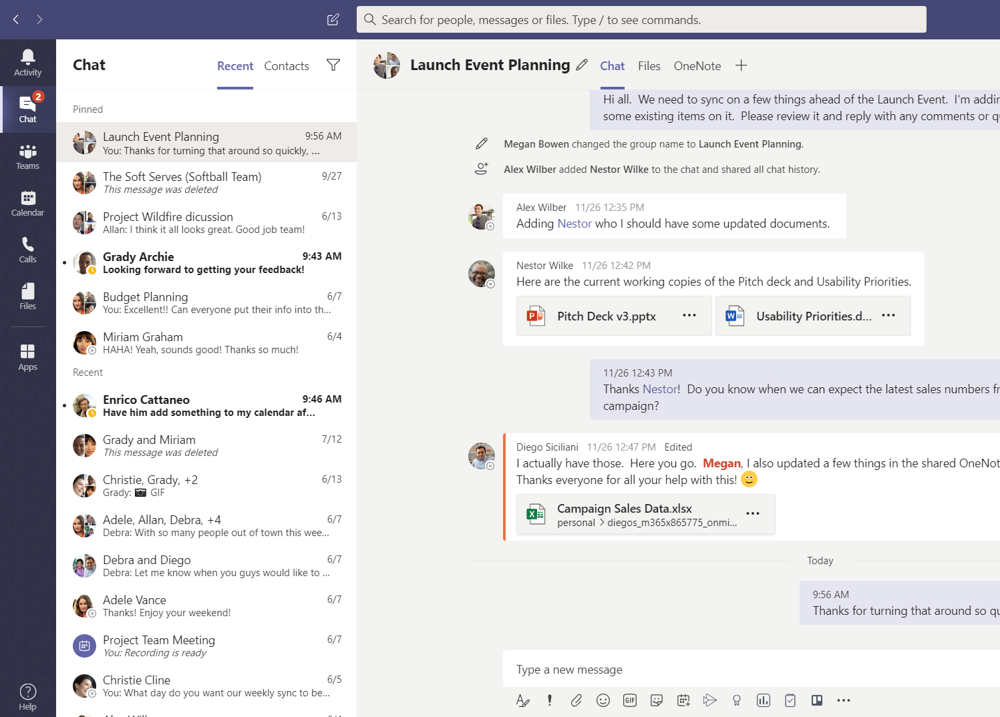 Search for people, messages or files. Type / to see commands.
Activity
2
Chat
Teams
Calendar
Calls
Files
Apps
Help
Chat
Recent
Contacts
Pinned
Launch Event Planning 9:56 AM
You: Thanks for turning that around so quickly, ...
The Soft Serves (Softball Team) 9/27
This message was deleted
Project Wildfire dicussion 6/13
Allan: I think it all looks great. Good job team!
Grady Archie 9:43 AM
Looking forward to getting your feedback!
Budget Planning 6/7
You: Excellent!! Can everyone put their info into th...
Miriam Graham 6/4
HAHA! Yeah, sounds good! Thanks so much!
Recent
Enrico Cattaneo 9:46 AM
Have him add something to my calendar af...
Grady and Miriam 7/12
This message was deleted
Christie, Grady, +2 6/13
Grady: 📷 GIF
Adele, Allan, Debra, +4 6/7
Debra: With so many people out of town this wee...
Debra and Diego 6/7
Debra: Let me know when you guys would like to ...
Adele Vance 6/7
Thanks! Enjoy your weekend!
Project Team Meeting 6/7
You: Recording is ready
Christie Cline 6/5
You: What day do you want our weekly sync to be...
Launch Event Planning
Chat
Files
OneNote
Hi all. We need to sync on a few things ahead of the Launch Event. I'm
some existing items on it. Please review it and reply with any comments or
Megan Bowen changed the group name to Launch Event Planning.
Alex Wilber added Nestor Wilke to the chat and shared all chat history.
Alex Wilber 11/26 12:35 PM
Adding Nestor who I should have some updated documents.
Nestor Wilke 11/26 12:42 PM
Here are the current working copies of the Pitch deck and Usability Priorities.
Pitch Deck v3.pptx ...
Usability Priorities.d... ...
11/26 12:43 PM
Thanks Nestor! Do you know when we can expect the latest sales numbers
campaign?
Diego Siciliani 11/26 12:47 PM Edited
I actually have those. Here you go. Megan, I also updated a few things in the shared OneNot
Thanks everyone for all your help with this!
Campaign Sales Data.xlsx ...
personal > diegos_m365x865775_onmi...
Today
9:56 AM
Thanks for turning that around so
Type a new message
GIF